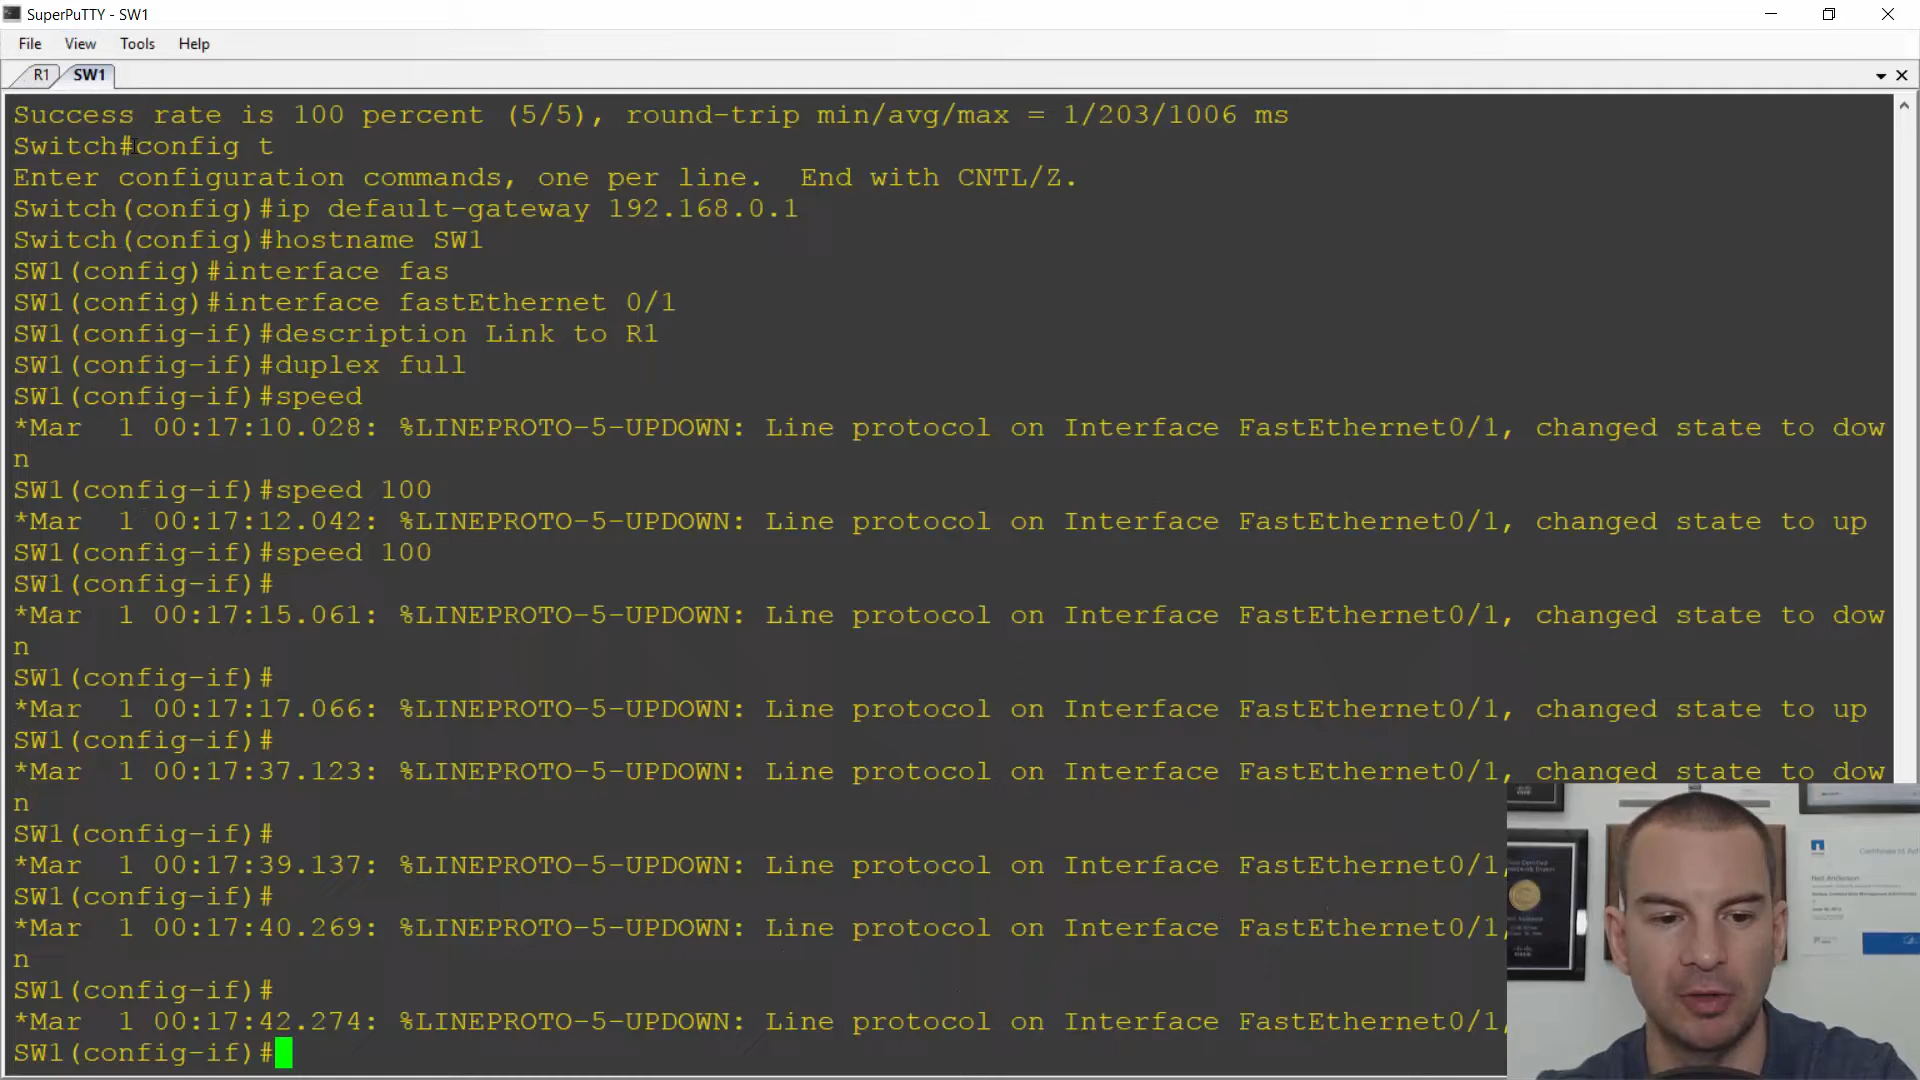 SuperPuTTY - SW1
File View Tools Help
R1 SW1
Success rate is 100 percent (5/5), round-trip min/avg/max = 1/203/1006 ms
Switch#config t
Enter configuration commands, one per line.  End with CNTL/Z.
Switch(config)#ip default-gateway 192.168.0.1
Switch(config)#hostname SW1
SW1(config)#interface fas
SW1(config)#interface fastEthernet 0/1
SW1(config-if)#description Link to R1
SW1(config-if)#duplex full
SW1(config-if)#speed
*Mar  1 00:17:10.028: %LINEPROTO-5-UPDOWN: Line protocol on Interface FastEthernet0/1, changed state to dow
n
SW1(config-if)#speed 100
*Mar  1 00:17:12.042: %LINEPROTO-5-UPDOWN: Line protocol on Interface FastEthernet0/1, changed state to up
SW1(config-if)#speed 100
SW1(config-if)#
*Mar  1 00:17:15.061: %LINEPROTO-5-UPDOWN: Line protocol on Interface FastEthernet0/1, changed state to dow
n
SW1(config-if)#
*Mar  1 00:17:17.066: %LINEPROTO-5-UPDOWN: Line protocol on Interface FastEthernet0/1, changed state to up
SW1(config-if)#
*Mar  1 00:17:37.123: %LINEPROTO-5-UPDOWN: Line protocol on Interface FastEthernet0/1, changed state to dow
n
SW1(config-if)#
*Mar  1 00:17:39.137: %LINEPROTO-5-UPDOWN: Line protocol on Interface FastEthernet0/1,
SW1(config-if)#
*Mar  1 00:17:40.269: %LINEPROTO-5-UPDOWN: Line protocol on Interface FastEthernet0/1,
n
SW1(config-if)#
*Mar  1 00:17:42.274: %LINEPROTO-5-UPDOWN: Line protocol on Interface FastEthernet0/1,
SW1(config-if)#
Neil Anderson